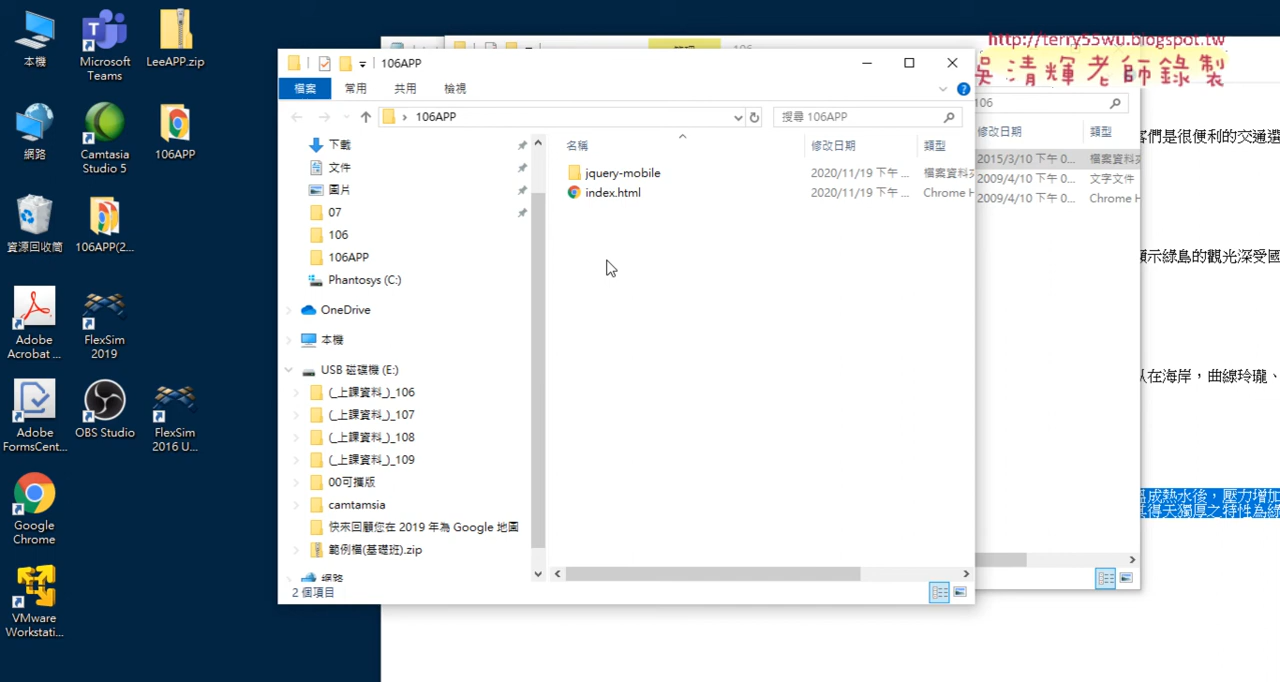 本機
Microsoft
Teams
LeeAPP.zip
網路
Camtasia
Studio 5
106APP
資源回收筒
106APP(2...
Adobe
Acrobat ...
FlexSim
2019
Adobe
FormsCent...
OBS Studio
FlexSim
2016 U...
Google
Chrome
VMware
Workstati...
http://terry55wu.blogspot.tw
吳清輝老師錄製
106
106APP
檔案
常用
共用
檢視
106APP
搜尋 106APP
下載
文件
圖片
07
106
106APP
Phantosys (C:)
OneDrive
本機
USB 磁碟機 (E:)
(_上課資料_)_106
(_上課資料_)_107
(_上課資料_)_108
(_上課資料_)_109
00可攜版
camtamsia
快來回顧您在 2019 年為 Google 地圖
範例檔(基礎班).zip
網路
2 個項目
名稱
修改日期
類型
jquery-mobile
2020/11/19 下午 ...
檔案資料夾
index.html
2020/11/19 下午 ...
Chrome H
106
修改日期
類型
2015/3/10 下午 0...
檔案資料夾
2009/4/10 下午 0...
文字文件
2009/4/10 下午 0...
Chrome H
客們是很便利的交通選
顯示綠島的觀光深受國
在海岸，曲線玲瓏、
成熱水後，壓力增加
得天獨厚之特性為綠